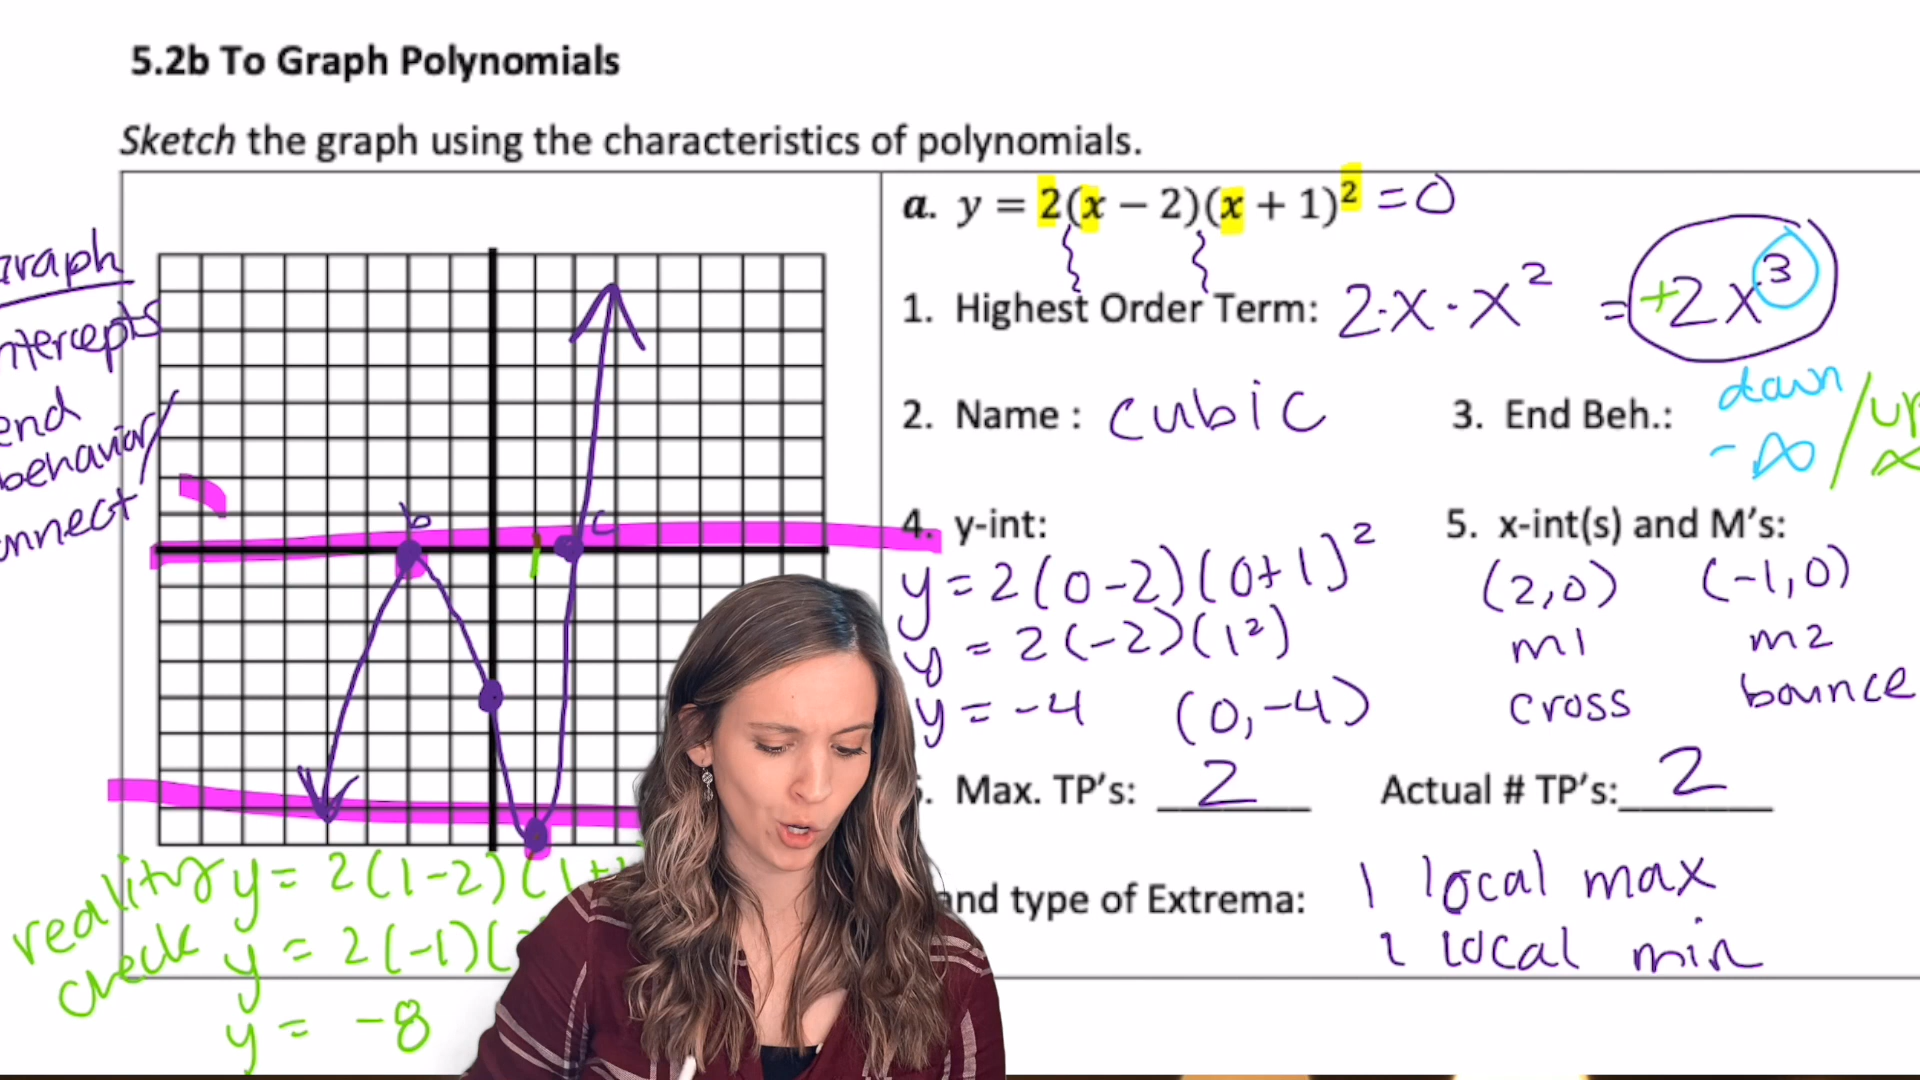 5.2b To Graph Polynomials
Sketch the graph using the characteristics of polynomials.
a. y = 2(x − 2)(x + 1)² = 0
1. Highest Order Term: 2·x·x² = +2x³
2. Name : cubic
3. End Beh.: down / up
-∞ / ∞
4. y-int:
y = 2(0-2)(0+1)²
y = 2(-2)(1²)
y = -4 (0,-4)
5. x-int(s) and M's:
(2,0) (-1,0)
m1 m2
cross bounce
. Max. TP's: 2
Actual # TP's: 2
and type of Extrema: 1 local max
1 local min
b
c
behavior/
reality check
y = 2(1-2)(1+
y = 2(-1)(
y = -8